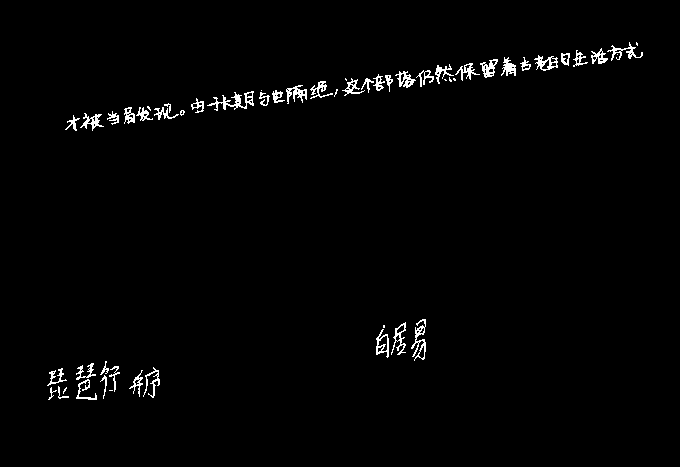 才被当局发现。由于长期与世隔绝,这个部落仍然保留着古老的生活方式
白居易
琵琶行 并序